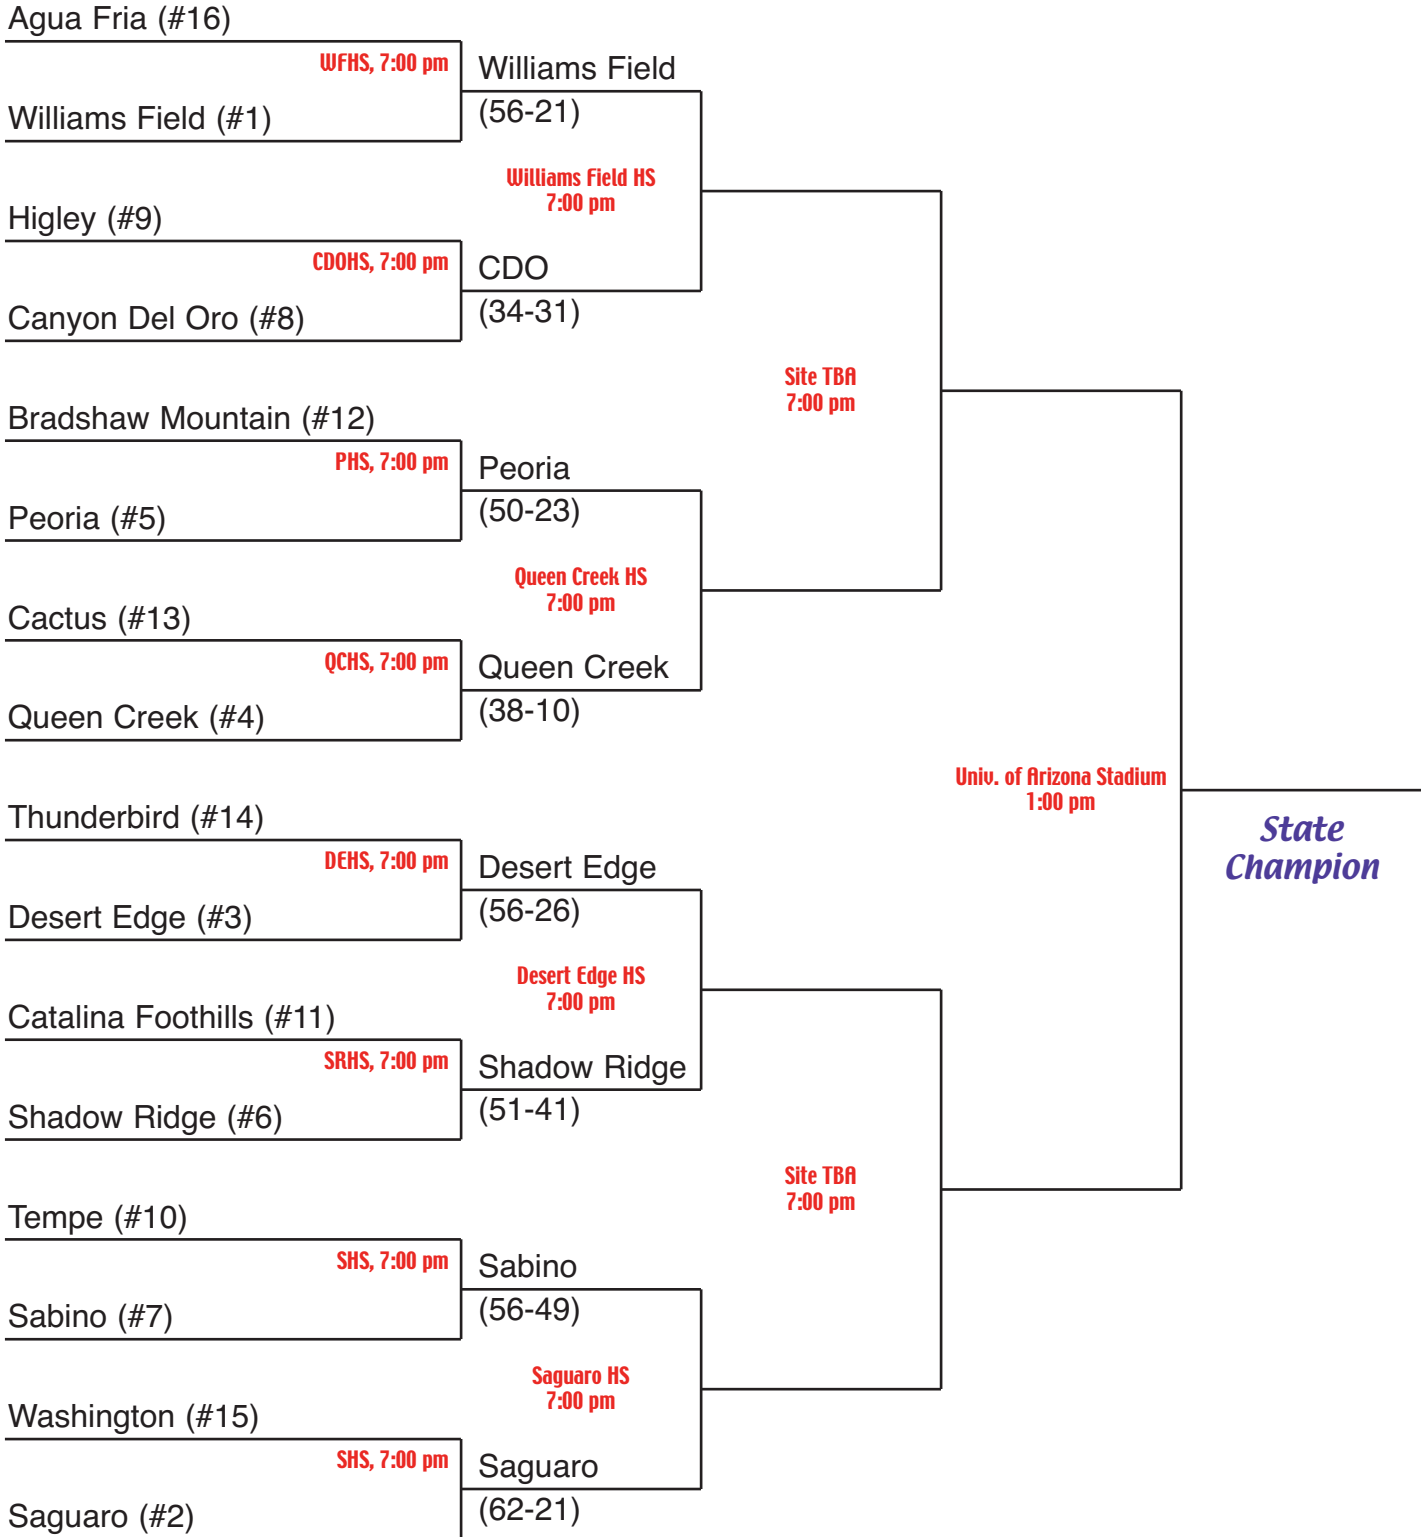 Agua Fria (#16)
WFHS, 7:00 pm
Williams Field
Williams Field (#1)
(56-21)
Williams Field HS
7:00 pm
Higley (#9)
CDOHS, 7:00 pm
CDO
Canyon Del Oro (#8)
(34-31)
Site TBA
7:00 pm
Bradshaw Mountain (#12)
PHS, 7:00 pm
Peoria
Peoria (#5)
(50-23)
Queen Creek HS
7:00 pm
Cactus (#13)
QCHS, 7:00 pm
Queen Creek
Queen Creek (#4)
(38-10)
Univ. of Arizona Stadium
1:00 pm
State
Champion
Thunderbird (#14)
DEHS, 7:00 pm
Desert Edge
Desert Edge (#3)
(56-26)
Desert Edge HS
7:00 pm
Catalina Foothills (#11)
SRHS, 7:00 pm
Shadow Ridge
Shadow Ridge (#6)
(51-41)
Site TBA
7:00 pm
Tempe (#10)
SHS, 7:00 pm
Sabino
Sabino (#7)
(56-49)
Saguaro HS
7:00 pm
Washington (#15)
SHS, 7:00 pm
Saguaro
Saguaro (#2)
(62-21)